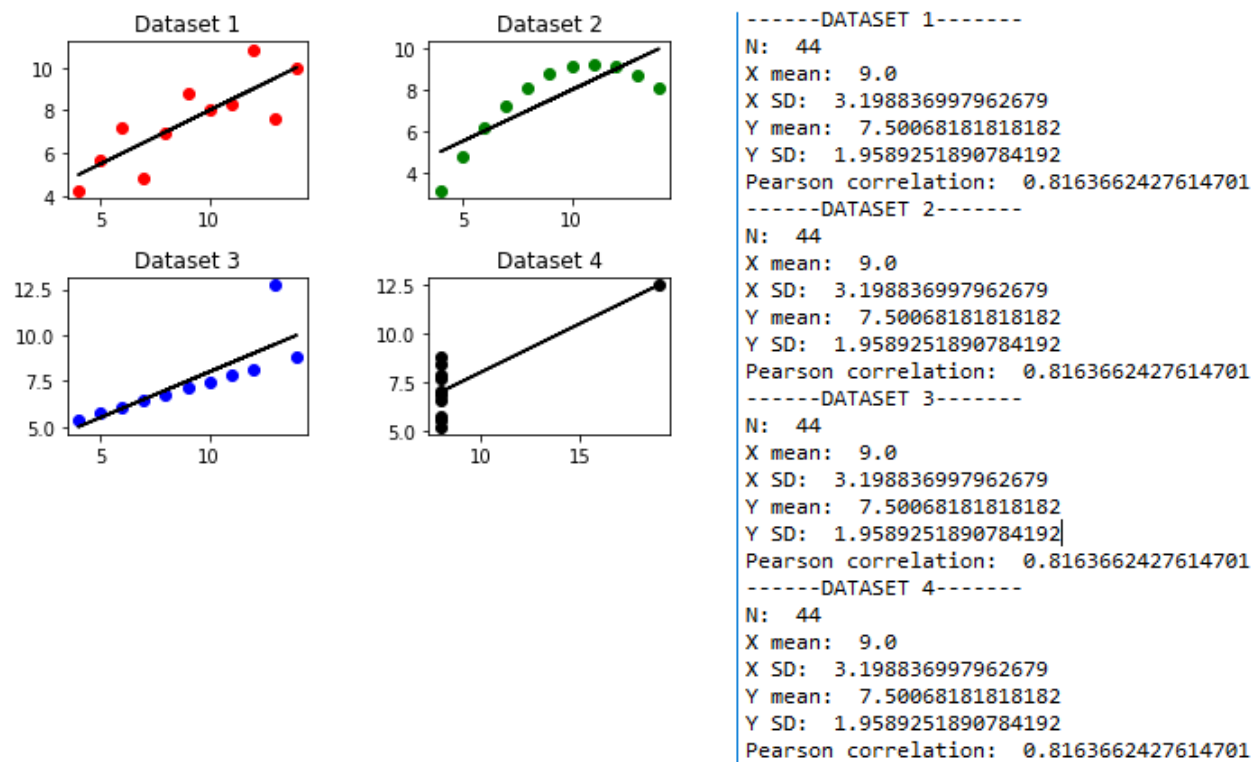 Dataset 1
10
8
6
4
5 10
Dataset 2
10
8
6
4
5 10
Dataset 3
12.5
10.0
7.5
5.0
5 10
Dataset 4
12.5
10.0
7.5
5.0
10 15
------DATASET 1-------
N: 44
X mean: 9.0
X SD: 3.198836997962679
Y mean: 7.50068181818182
Y SD: 1.9589251890784192
Pearson correlation: 0.8163662427614701
------DATASET 2-------
N: 44
X mean: 9.0
X SD: 3.198836997962679
Y mean: 7.50068181818182
Y SD: 1.9589251890784192
Pearson correlation: 0.8163662427614701
------DATASET 3-------
N: 44
X mean: 9.0
X SD: 3.198836997962679
Y mean: 7.50068181818182
Y SD: 1.9589251890784192
Pearson correlation: 0.8163662427614701
------DATASET 4-------
N: 44
X mean: 9.0
X SD: 3.198836997962679
Y mean: 7.50068181818182
Y SD: 1.9589251890784192
Pearson correlation: 0.8163662427614701